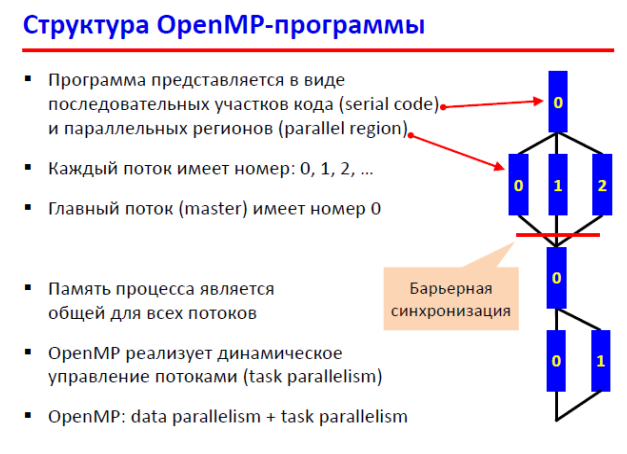 Структура OpenMP-программы
▪ Программа представляется в виде
последовательных участков кода (serial code)
и параллельных регионов (parallel region)
▪ Каждый поток имеет номер: 0, 1, 2, ...
▪ Главный поток (master) имеет номер 0
▪ Память процесса является
общей для всех потоков
▪ OpenMP реализует динамическое
управление потоками (task parallelism)
▪ OpenMP: data parallelism + task parallelism
0
0 1 2
Барьерная
синхронизация
0
0 1